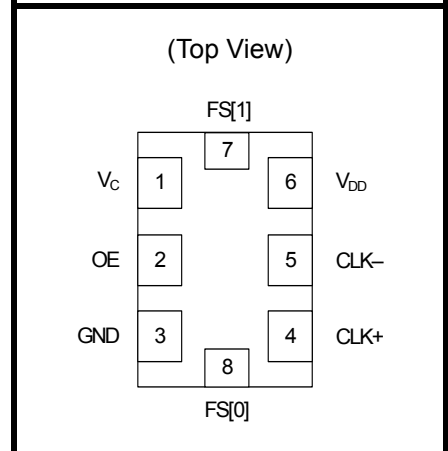 (Top View)
FS[1]
7
V_C 1 6 V_DD
OE 2 5 CLK–
GND 3 4 CLK+
8
FS[0]